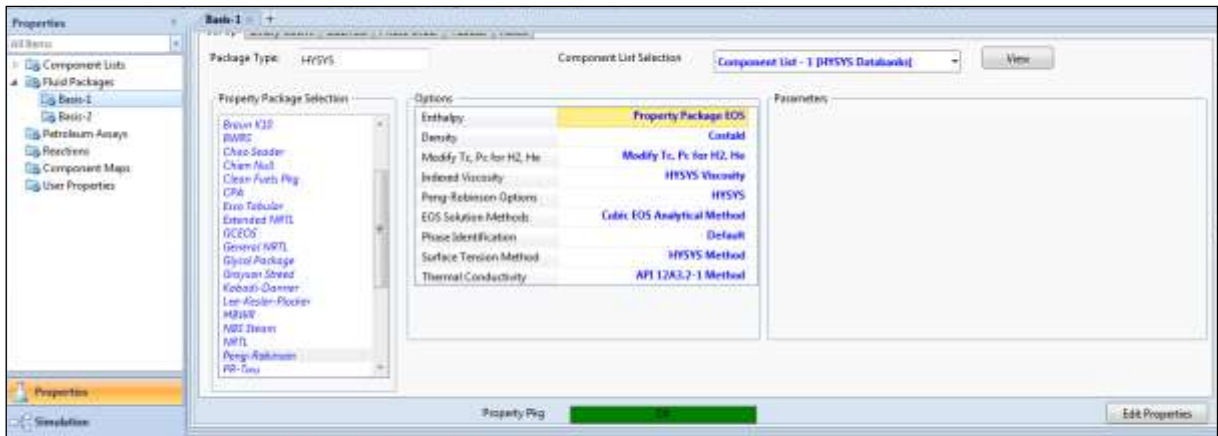 Properties
Basis-1 +
All Items
Component Lists
Fluid Packages
Basis-1
Basis-2
Petroleum Assays
Reactions
Component Maps
User Properties
Properties
Simulation
Package Type: HYSYS
Component List Selection
Component List - 1 [HYSYS Databanks]
View
Property Package Selection
Braun K10
BWRS
Chao Seader
Chien Null
Clean Fuels Pkg
CPA
Esso Tabular
Extended NRTL
GCEOS
General NRTL
Glycol Package
Grayson Streed
Kabadi-Danner
Lee-Kesler-Plocker
MBWR
NBS Steam
NRTL
Peng-Robinson
PR-Twu
Options
Enthalpy Property Package EOS
Density Costald
Modify Tc, Pc for H2, He Modify Tc, Pc for H2, He
Indexed Viscosity HYSYS Viscosity
Peng-Robinson Options HYSYS
EOS Solution Methods Cubic EOS Analytical Method
Phase Identification Default
Surface Tension Method HYSYS Method
Thermal Conductivity API 12A3.2-1 Method
Parameters
Property Pkg OK
Edit Properties